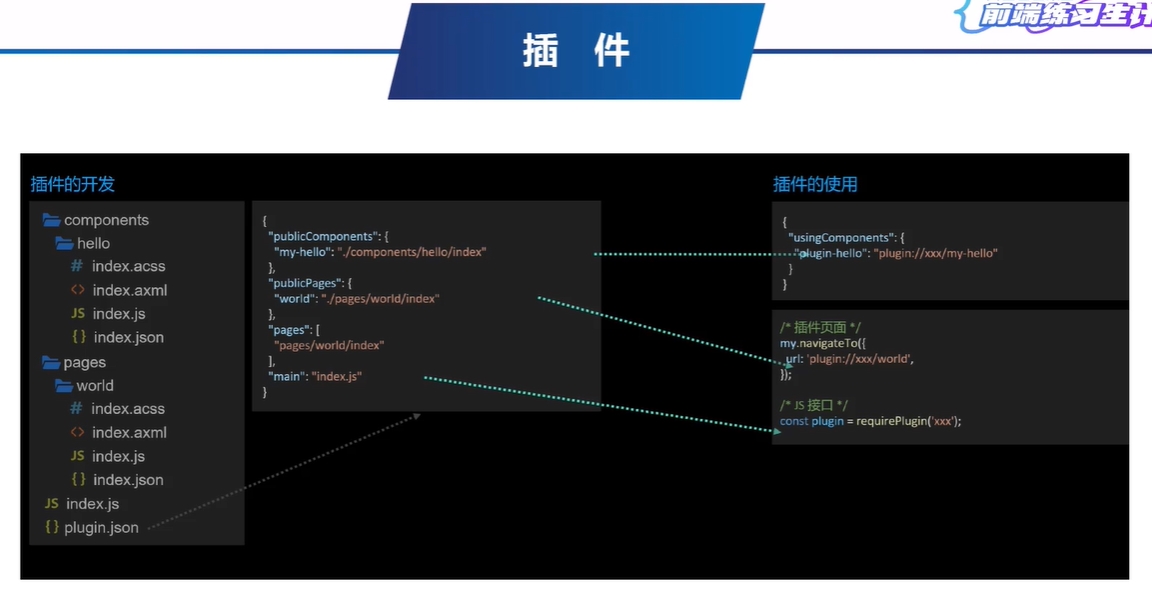 前端练习生计
插 件
插件的开发
components
hello
# index.acss
<> index.axml
JS index.js
{} index.json
pages
world
# index.acss
<> index.axml
JS index.js
{} index.json
JS index.js
{} plugin.json
{
"publicComponents": {
"my-hello": "./components/hello/index"
},
"publicPages": {
"world": "./pages/world/index"
},
"pages": [
"pages/world/index"
],
"main": "index.js"
}
插件的使用
{
"usingComponents": {
"plugin-hello": "plugin://xxx/my-hello"
}
}
/* 插件页面 */
my.navigateTo({
url: 'plugin://xxx/world',
});
/* JS 接口 */
const plugin = requirePlugin('xxx');